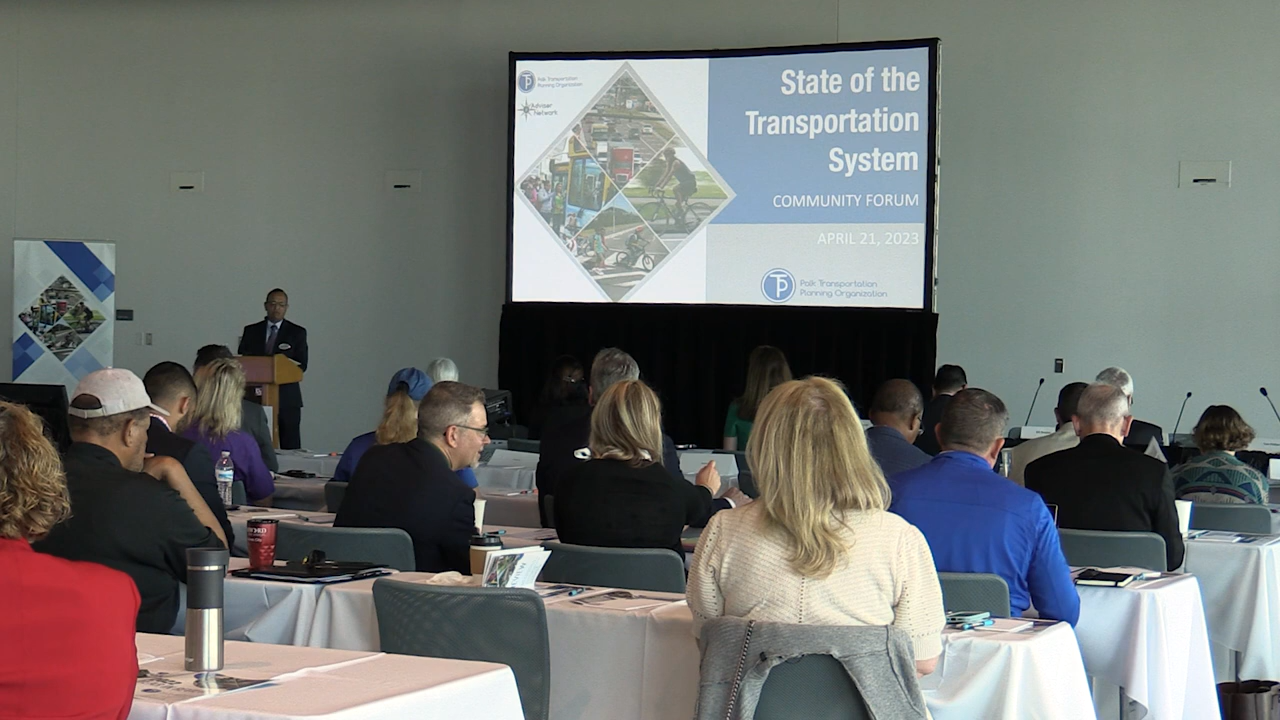 Polk Transportation
Planning Organization
Adviser
Network
State of the
Transportation
System
COMMUNITY FORUM
APRIL 21, 2023
Polk Transportation
Planning Organization